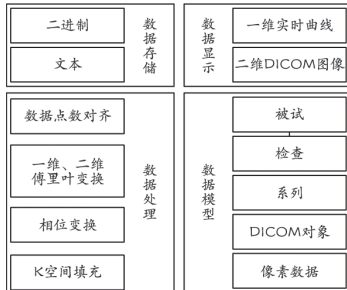 二进制
文本
数据存储
一维实时曲线
二维DICOM图像
数据显示
数据点数对齐
一维、二维
傅里叶变换
相位变换
K空间填充
数据处理
被试
检查
系列
DICOM对象
像素数据
数据模型